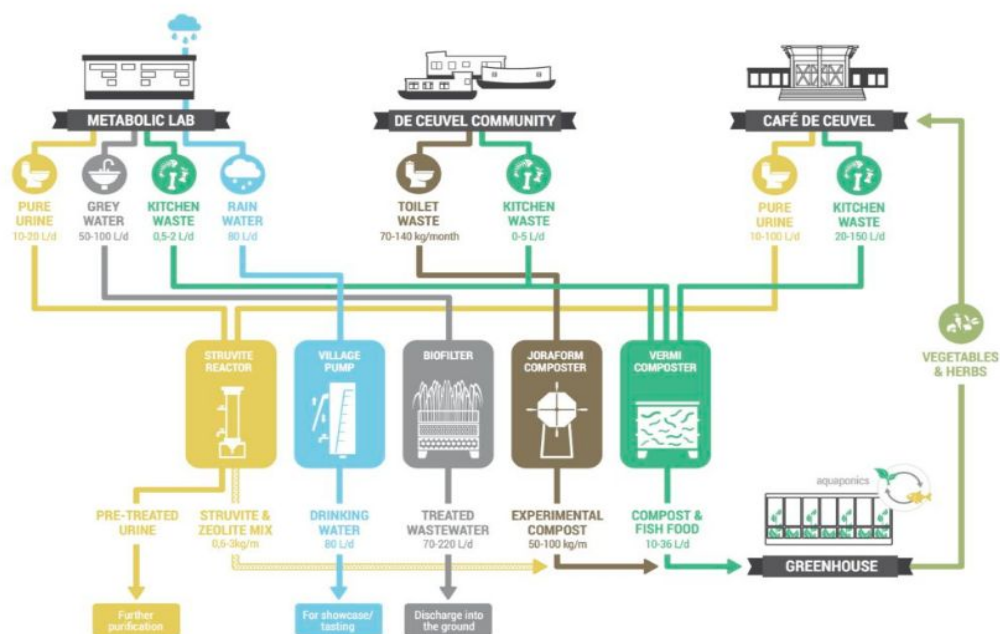 METABOLIC LAB
DE CEUVEL COMMUNITY
CAFÉ DE CEUVEL
PURE
URINE
10-20 L/d
GREY
WATER
50-100 L/d
KITCHEN
WASTE
0,5-2 L/d
RAIN
WATER
80 L/d
TOILET
WASTE
70-140 kg/month
KITCHEN
WASTE
0-5 L/d
PURE
URINE
10-100 L/d
KITCHEN
WASTE
20-150 L/d
STRUVITE
REACTOR
VILLAGE
PUMP
BIOFILTER
JORAFORM
COMPOSTER
VERMI
COMPOSTER
VEGETABLES
& HERBS
aquaponics
PRE-TREATED
URINE
STRUVITE &
ZEOLITE MIX
0,6-3kg/m
DRINKING
WATER
80 L/d
TREATED
WASTEWATER
70-220 L/d
EXPERIMENTAL
COMPOST
50-100 kg/m
COMPOST &
FISH FOOD
10-36 L/d
GREENHOUSE
Further
purification
For showcase/
tasting
Discharge into
the ground